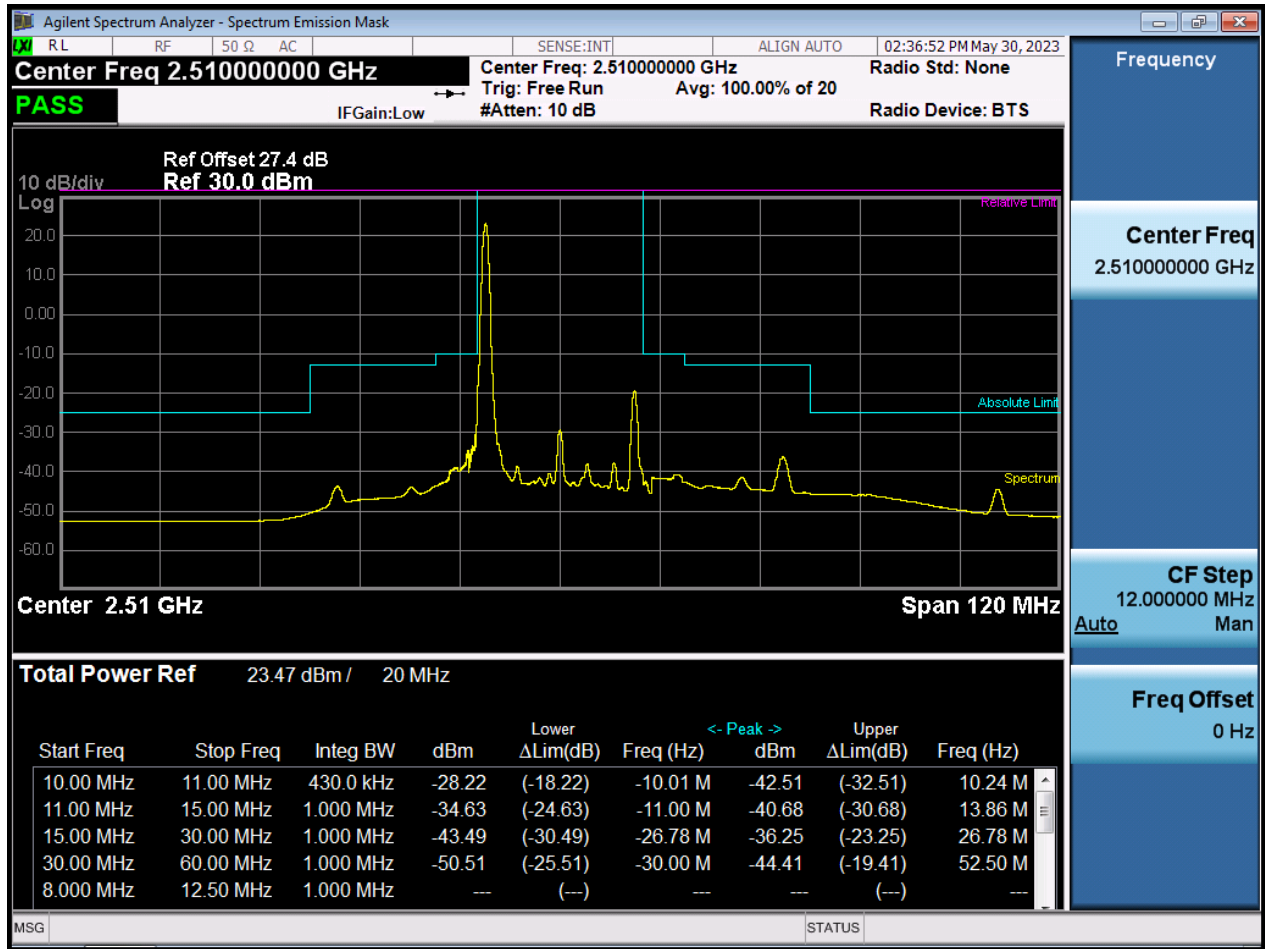 Agilent Spectrum Analyzer - Spectrum Emission Mask
LXI RL RF 50 Ω AC SENSE:INT ALIGN AUTO 02:36:52 PM May 30, 2023
Center Freq 2.510000000 GHz
Center Freq: 2.510000000 GHz Radio Std: None
Trig: Free Run Avg: 100.00% of 20
PASS IFGain:Low #Atten: 10 dB Radio Device: BTS
Frequency
Ref Offset 27.4 dB
10 dB/div Ref 30.0 dBm
Log
Relative Limit
20.0
10.0
0.00
-10.0
-20.0
Absolute Limit
-30.0
-40.0
Spectrum
-50.0
-60.0
Center 2.51 GHz Span 120 MHz
Center Freq
2.510000000 GHz
CF Step
12.000000 MHz
Auto Man
Freq Offset
0 Hz
Total Power Ref 23.47 dBm / 20 MHz
Lower <- Peak -> Upper
Start Freq Stop Freq Integ BW dBm ΔLim(dB) Freq (Hz) dBm ΔLim(dB) Freq (Hz)
10.00 MHz 11.00 MHz 430.0 kHz -28.22 (-18.22) -10.01 M -42.51 (-32.51) 10.24 M
11.00 MHz 15.00 MHz 1.000 MHz -34.63 (-24.63) -11.00 M -40.68 (-30.68) 13.86 M
15.00 MHz 30.00 MHz 1.000 MHz -43.49 (-30.49) -26.78 M -36.25 (-23.25) 26.78 M
30.00 MHz 60.00 MHz 1.000 MHz -50.51 (-25.51) -30.00 M -44.41 (-19.41) 52.50 M
8.000 MHz 12.50 MHz 1.000 MHz --- (---) --- --- (---) ---
MSG STATUS